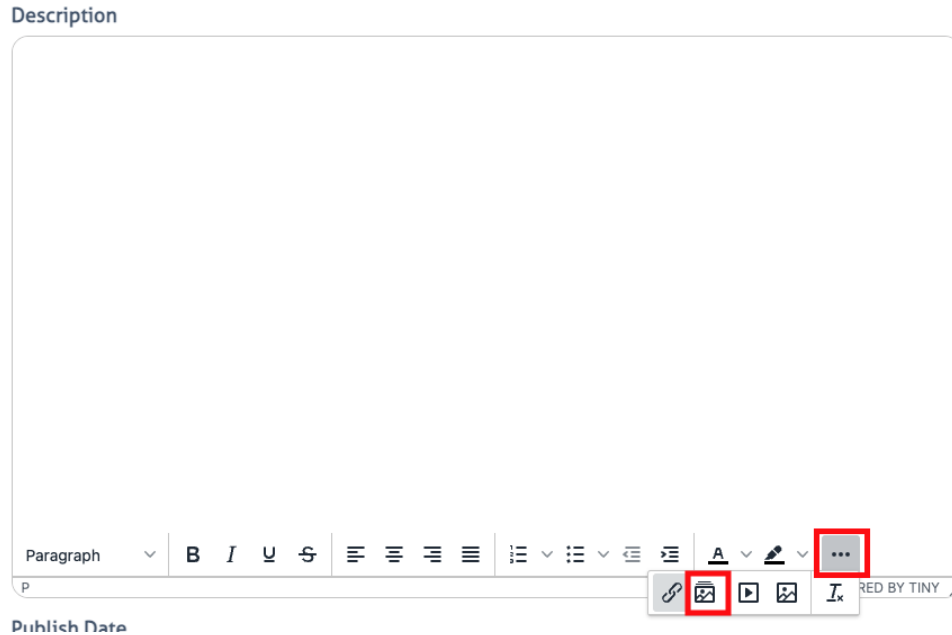 Description
Paragraph
B I U S A ...
P RED BY TINY
Publish Date